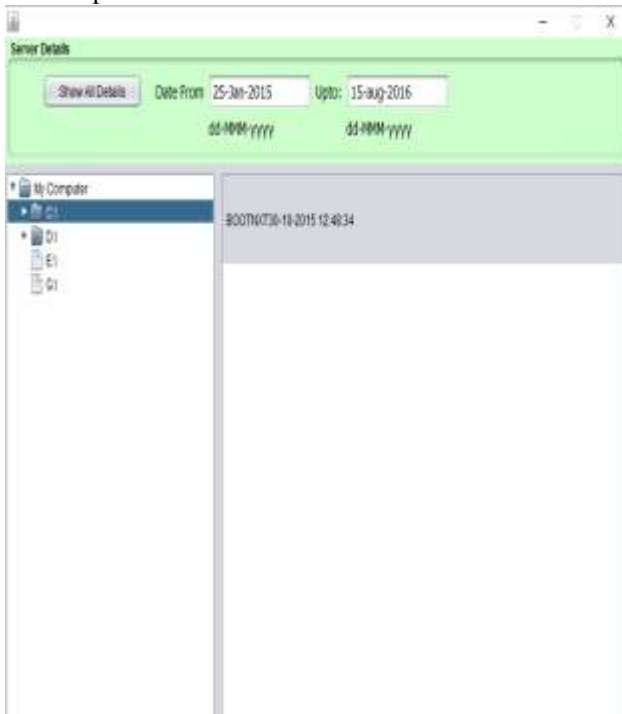 Server Details
Show All Details Date From 25-Jan-2015 Upto: 15-aug-2016
dd-MMM-yyyy dd-MMM-yyyy
My Computer
C:\
D:\
E:\
G:\
-BOOTNXT30-10-2015 12:48:34